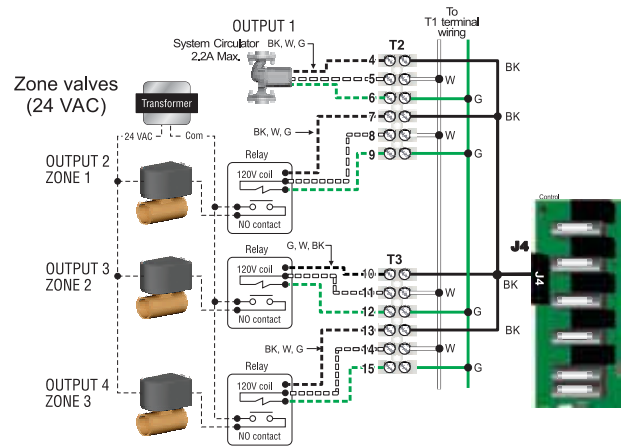 OUTPUT 1
To
T1 terminal
wiring
System Circulator
2.2A Max.
BK, W, G
T2
4
5
W
BK
6
G
7
BK
8
W
9
G
Zone valves
(24 VAC)
Transformer
24 VAC
Com
BK, W, G
OUTPUT 2
ZONE 1
Relay
120V coil
NO contact
Control
J4
J4
BK
OUTPUT 3
ZONE 2
Relay
120V coil
NO contact
G, W, BK
T3
10
11
W
12
G
13
BK
14
W
15
G
BK, W, G
OUTPUT 4
ZONE 3
Relay
120V coil
NO contact